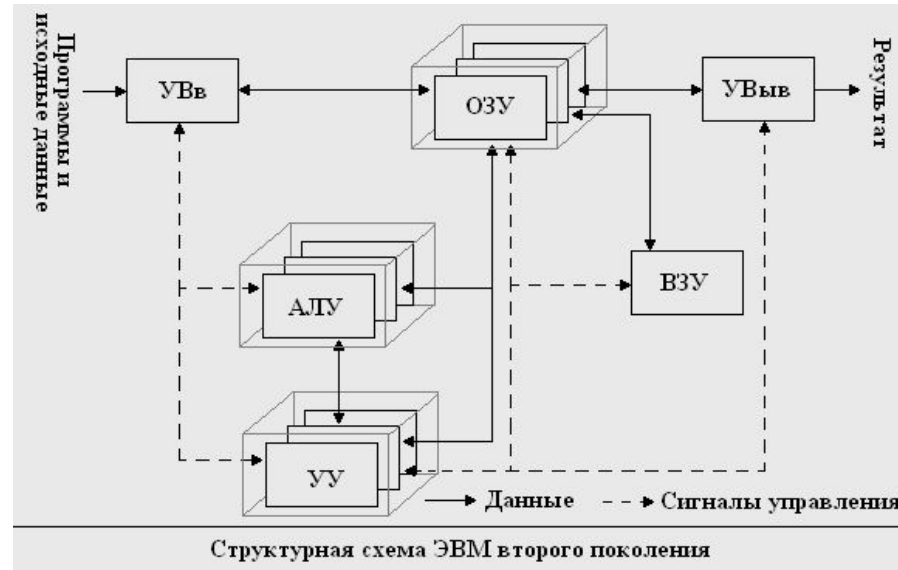 Программы и
исходные данные
УВв
ОЗУ
УВыв
Результат
АЛУ
ВЗУ
УУ
Данные
Сигналы управления
Структурная схема ЭВМ второго поколения